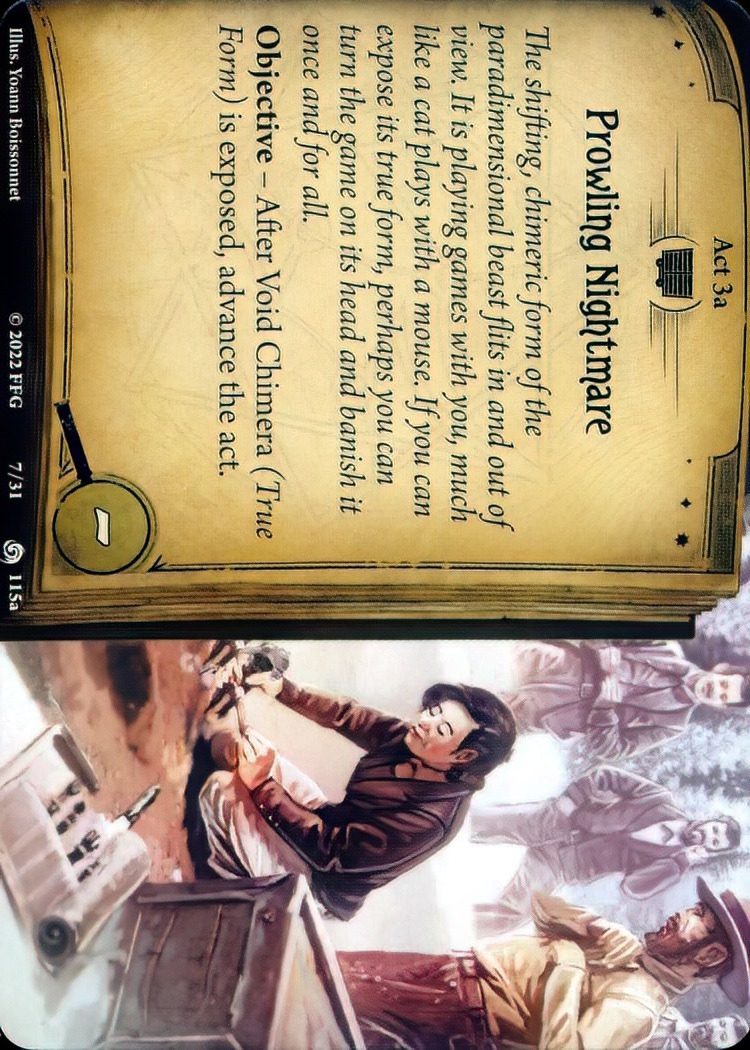 Act 3a
Prowling Nightmare
The shifting, chimeric form of the
paradimensional beast flits in and out of
view. It is playing games with you, much
like a cat plays with a mouse. If you can
expose its true form, perhaps you can
turn the game on its head and banish it
once and for all.
Objective – After Void Chimera (True
Form) is exposed, advance the act.
–
Illus. Yoann Boissonnet © 2022 FFG 7/31 115a